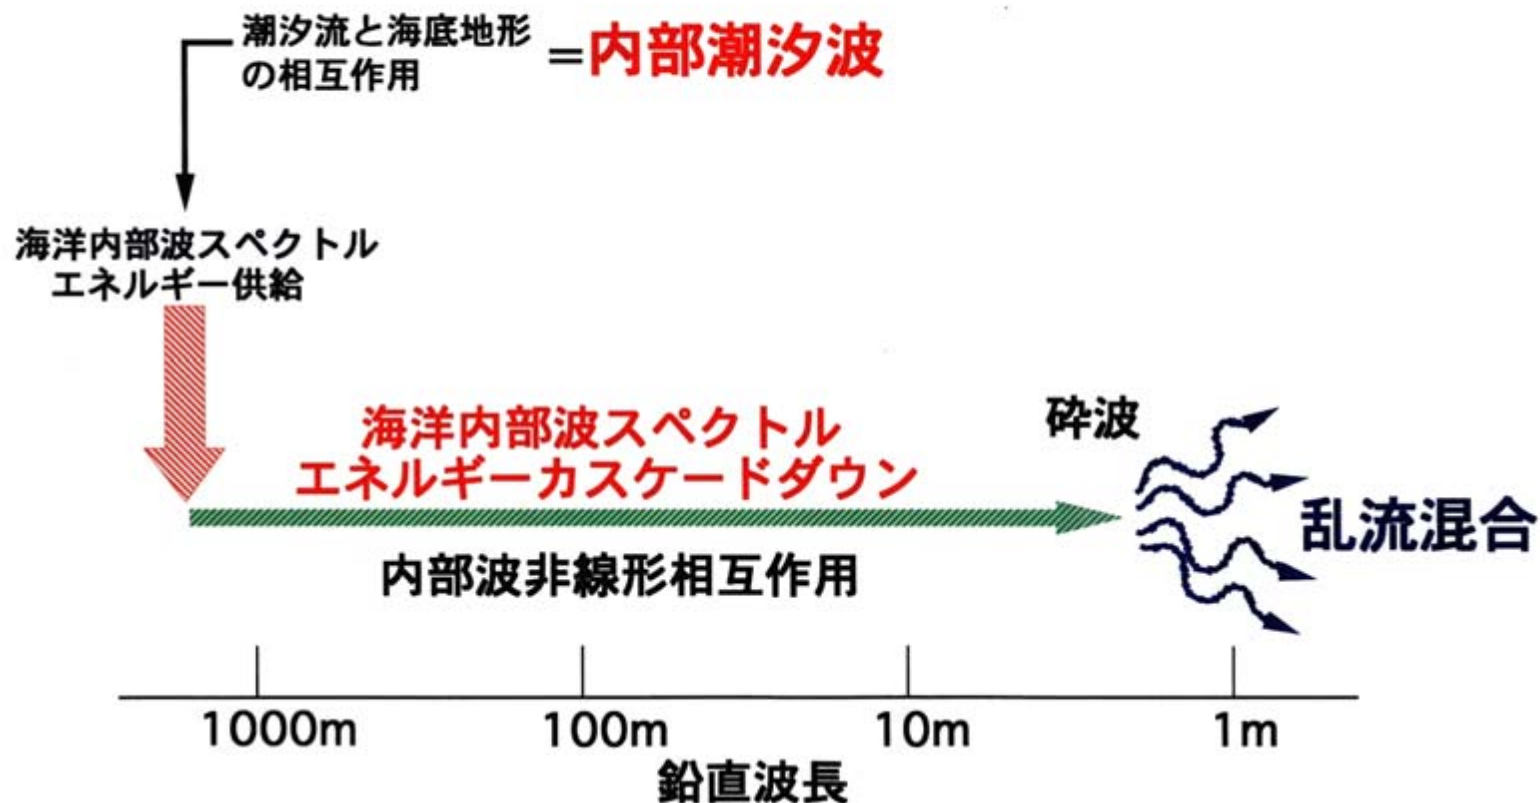 潮汐流と海底地形
の相互作用
=内部潮汐波
海洋内部波スペクトル
エネルギー供給
海洋内部波スペクトル
エネルギーカスケードダウン
砕波
乱流混合
内部波非線形相互作用
1000m 100m 10m 1m
鉛直波長